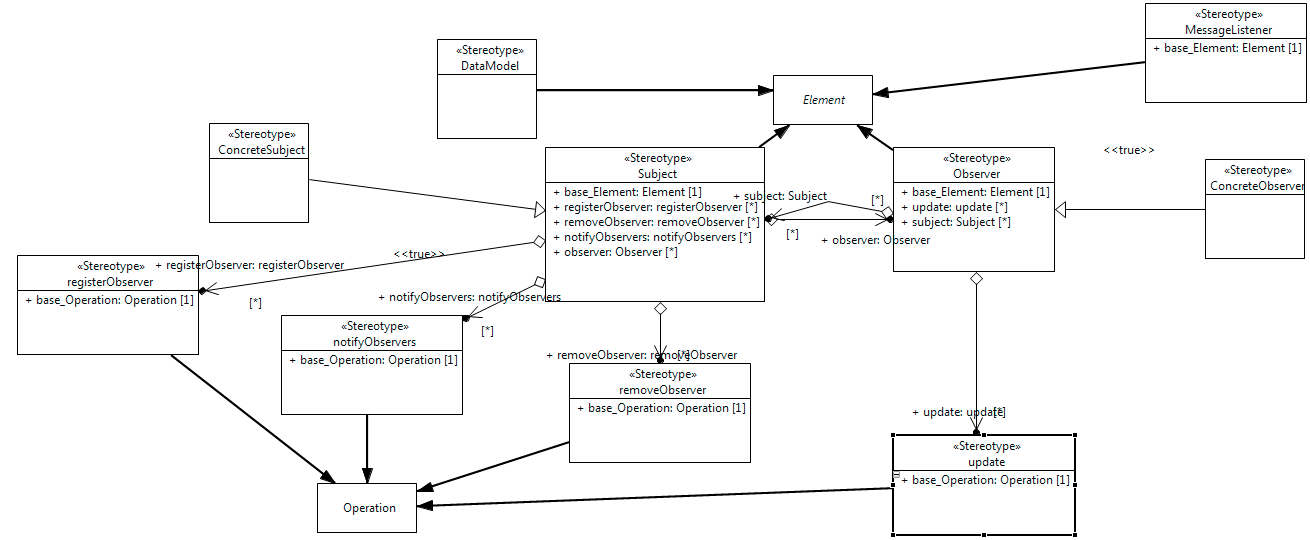 «Stereotype»
MessageListener
+ base_Element: Element [1]
«Stereotype»
DataModel
Element
«Stereotype»
ConcreteSubject
«Stereotype»
Subject
+ base_Element: Element [1]
+ registerObserver: registerObserver [*]
+ removeObserver: removeObserver [*]
+ notifyObservers: notifyObservers [*]
+ observer: Observer [*]
+ subject: Subject
[*]
[*]
+ observer: Observer
«Stereotype»
Observer
+ base_Element: Element [1]
+ update: update [*]
+ subject: Subject [*]
<<true>>
«Stereotype»
ConcreteObserver
<<true>>
+ registerObserver: registerObserver
[*]
«Stereotype»
registerObserver
+ base_Operation: Operation [1]
+ notifyObservers: notifyObservers
[*]
«Stereotype»
notifyObservers
+ base_Operation: Operation [1]
+ removeObserver: removeObserver
[*]
«Stereotype»
removeObserver
+ base_Operation: Operation [1]
+ update: update
[*]
«Stereotype»
update
+ base_Operation: Operation [1]
Operation